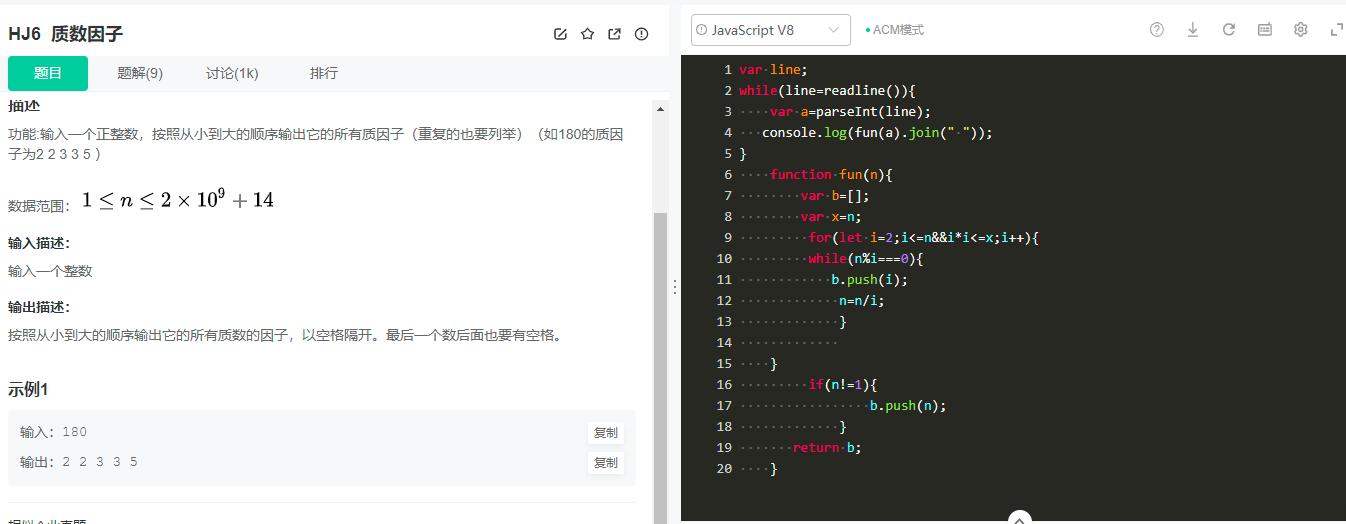 HJ6 质数因子
题目
题解(9)
讨论(1k)
排行
描述
功能:输入一个正整数，按照从小到大的顺序输出它的所有质因子（重复的也要列举）（如180的质因
子为2 2 3 3 5 ）
数据范围： 1 ≤ n ≤ 2 × 10⁹ + 14
输入描述：
输入一个整数
输出描述：
按照从小到大的顺序输出它的所有质数的因子，以空格隔开。最后一个数后面也要有空格。
示例1
输入：180
复制
输出：2 2 3 3 5
复制
JavaScript V8
ACM模式
1 var line;
2 while(line=readline()){
3     var a=parseInt(line);
4    console.log(fun(a).join(" "));
5 }
6     function fun(n){
7         var b=[];
8         var x=n;
9          for(let i=2;i<=n&&i*i<=x;i++){
10          while(n%i===0){
11             b.push(i);
12              n=n/i;
13              }
14
15     }
16          if(n!=1){
17                  b.push(n);
18              }
19        return b;
20     }